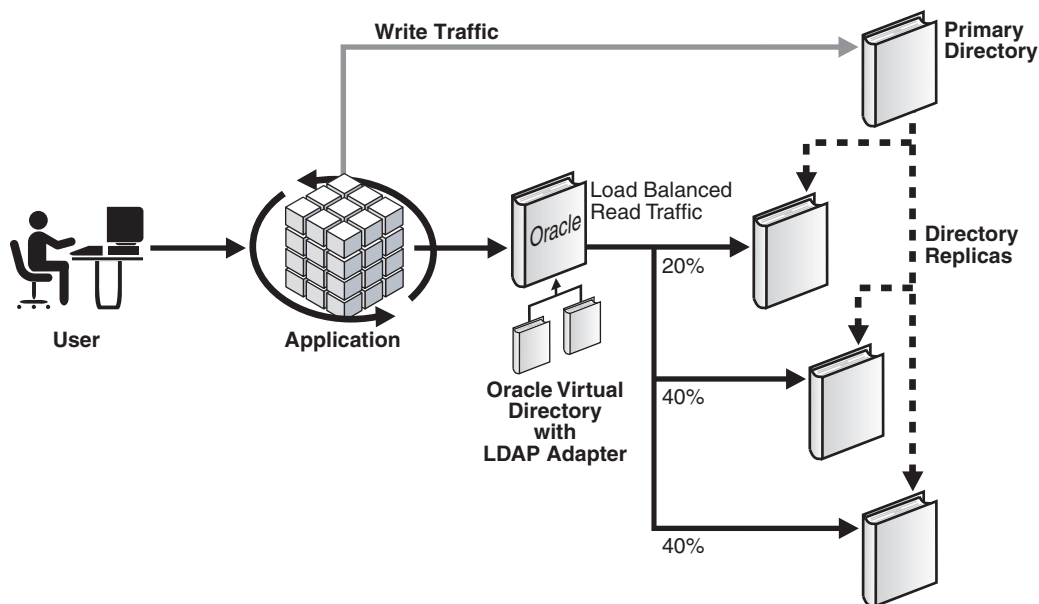 Write Traffic
Primary
Directory
Load Balanced
Read Traffic
Oracle
20%
Directory
Replicas
User
Application
Oracle Virtual
Directory
with
LDAP Adapter
40%
40%